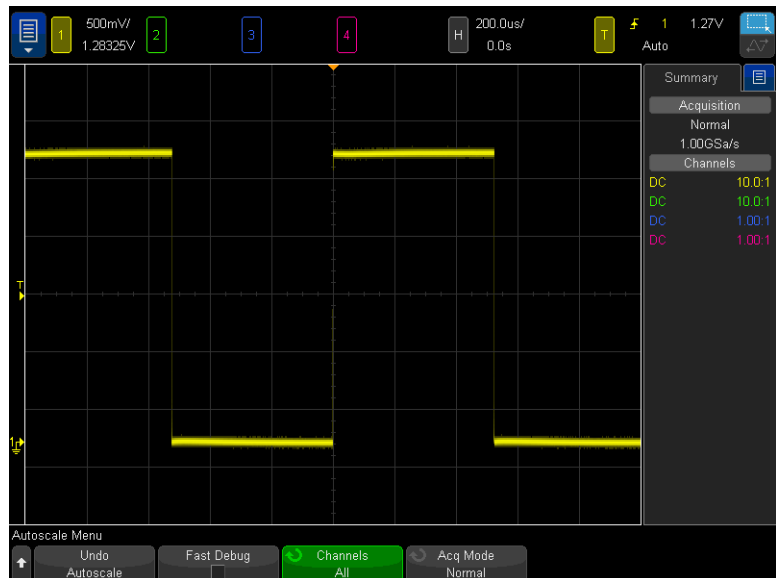 1 500mV/ 2 3 4 H 200.0us/ T 1 1.27V
1.28325V 0.0s Auto
Summary
Acquisition
Normal
1.00GSa/s
Channels
DC 10.0:1
DC 10.0:1
DC 1.00:1
DC 1.00:1
T
1
Autoscale Menu
Undo Fast Debug Channels Acq Mode
Autoscale All Normal